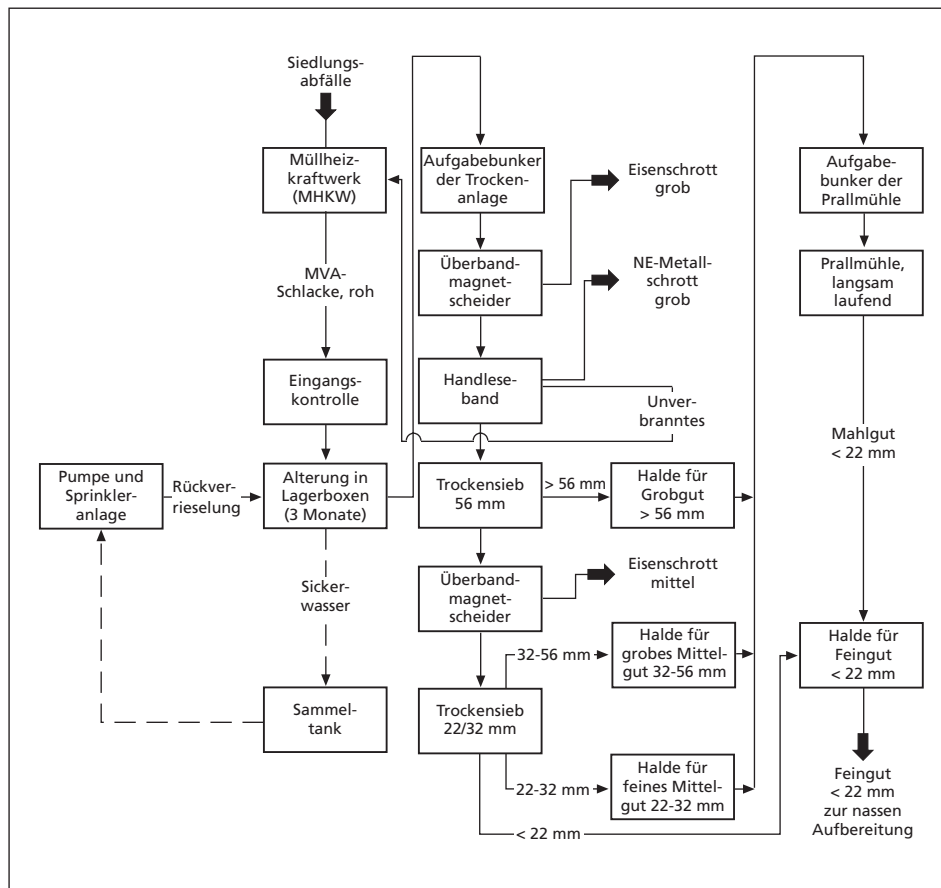 Siedlungs-
abfälle
Müllheiz-
kraftwerk
(MHKW)
MVA-
Schlacke, roh
Eingangs-
kontrolle
Pumpe und
Sprinkler-
anlage
Rückver-
rieselung
Alterung in
Lagerboxen
(3 Monate)
Sicker-
wasser
Sammel-
tank
Aufgabebunker
der Trocken-
anlage
Eisenschrott
grob
Überband-
magnet-
scheider
NE-Metall-
schrott
grob
Handlese-
band
Unver-
branntes
Trockensieb
56 mm
> 56 mm
Halde für
Grobgut
> 56 mm
Überband-
magnet-
scheider
Eisenschrott
mittel
Trockensieb
22/32 mm
32-56 mm
Halde für
grobes Mittel-
gut 32-56 mm
22-32 mm
Halde für
feines Mittel-
gut 22-32 mm
< 22 mm
Aufgabe-
bunker der
Prallmühle
Prallmühle,
langsam
laufend
Mahlgut
< 22 mm
Halde für
Feingut
< 22 mm
Feingut
< 22 mm
zur nassen
Aufbereitung